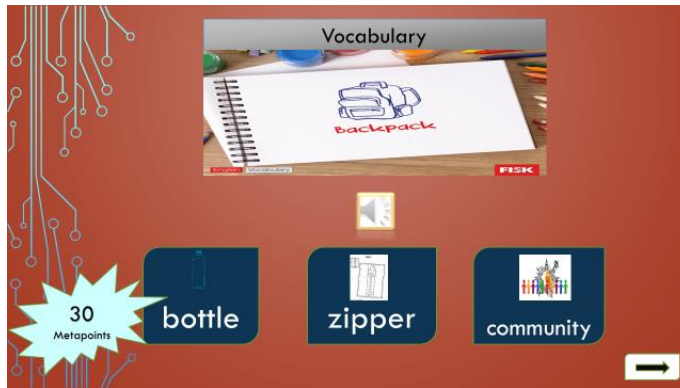 Vocabulary
Backpack
English Vocabulary
FISK
bottle
zipper
community
30
Metapoints